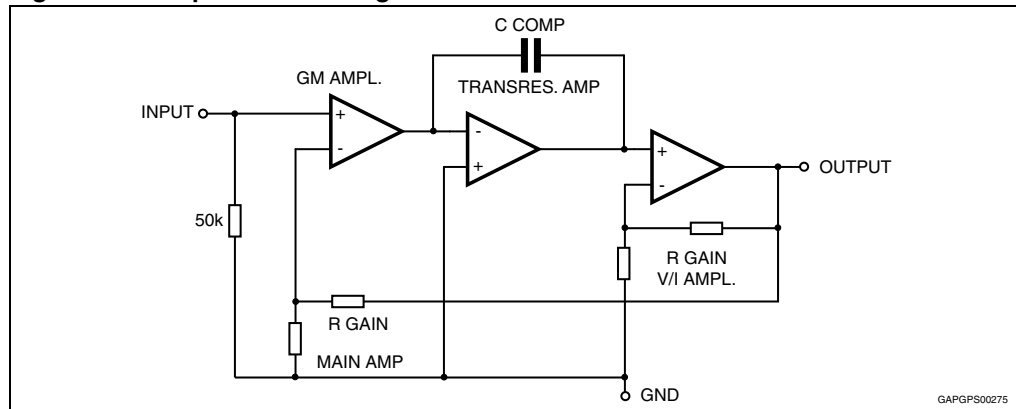 C COMP
GM AMPL.
TRANSRES. AMP
INPUT
+
-
-
+
+
-
OUTPUT
50k
R GAIN
V/I AMPL.
R GAIN
MAIN AMP
GND
GAPGPS00275